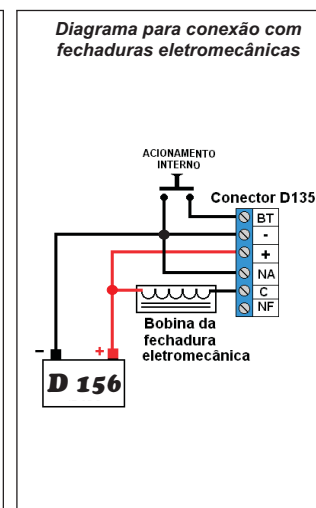 Diagrama para conexão com
fechaduras eletromecânicas
ACIONAMENTO
INTERNO
Conector D135
BT
-
+
NA
C
NF
Bobina da
fechadura
eletromecânica
- +
D 156